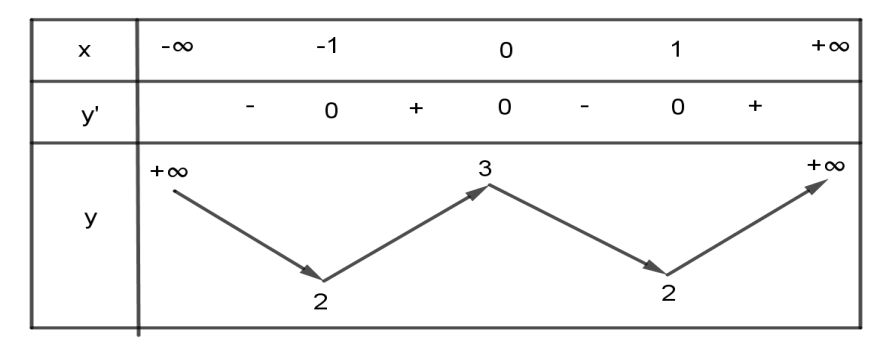 x -∞ -1 0 1 +∞
y' - 0 + 0 - 0 +
+∞ 3 +∞
y
2 2